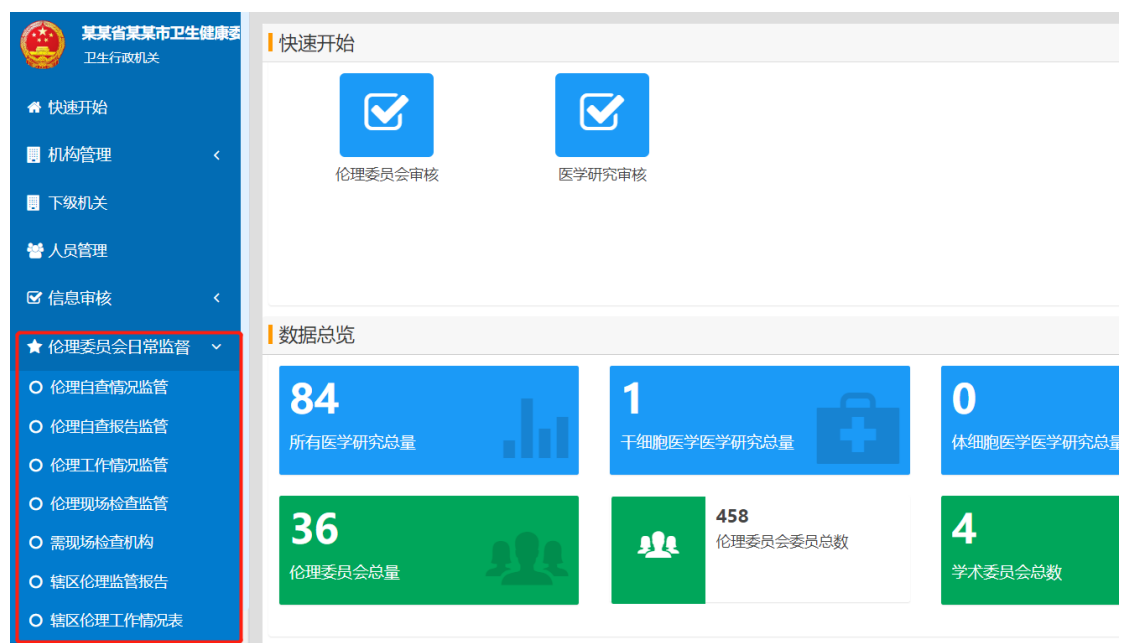 某某省某某市卫生健康委
卫生行政机关
快速开始
机构管理
下级机关
人员管理
信息审核
伦理委员会日常监督
伦理自查情况监管
伦理自查报告监管
伦理工作情况监管
伦理现场检查监管
需现场检查机构
辖区伦理监管报告
辖区伦理工作情况表
快速开始
伦理委员会审核
医学研究审核
数据总览
84
所有医学研究总量
1
干细胞医学医学研究总量
0
体细胞医学医学研究总量
36
伦理委员会总量
458
伦理委员会委员总数
4
学术委员会总数